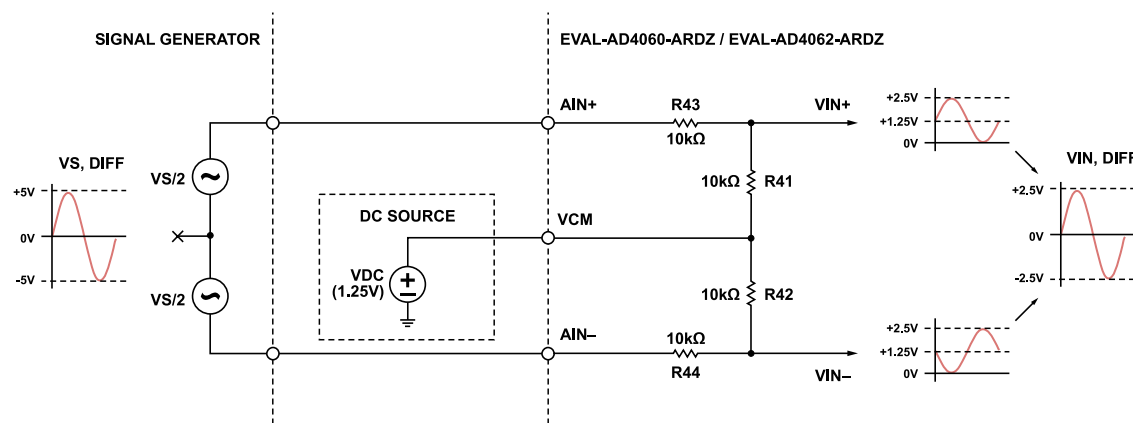 SIGNAL GENERATOR
EVAL-AD4060-ARDZ / EVAL-AD4062-ARDZ
VS, DIFF
+5V
0V
-5V
VS/2
VS/2
DC SOURCE
VDC
(1.25V)
AIN+
VCM
AIN–
R43
10kΩ
10kΩ
R41
10kΩ
R42
10kΩ
R44
VIN+
VIN–
+2.5V
+1.25V
0V
+2.5V
+1.25V
0V
VIN, DIFF
+2.5V
0V
-2.5V